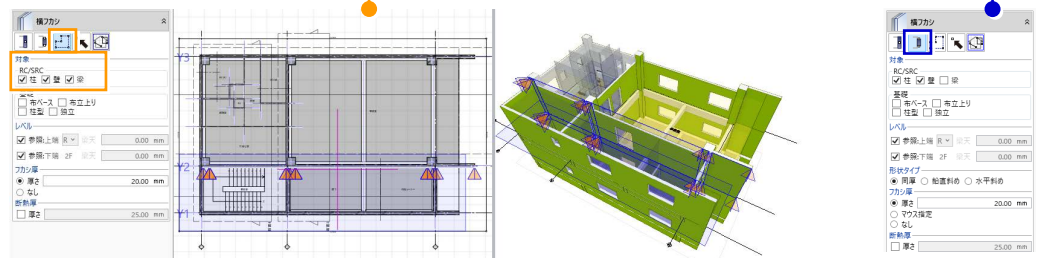 横フカシ
対象
RC/SRC
柱 壁 梁
基礎
布ベース 布立上り
柱型 独立
レベル
参照:上端 R 梁天 0.00 mm
参照:下端 2F 梁天 0.00 mm
フカシ厚
厚さ 20.00 mm
なし
断熱厚
厚さ 25.00 mm
Y3
Y2
Y1
横フカシ
対象
RC/SRC
柱 壁 梁
基礎
布ベース 布立上り
柱型 独立
レベル
参照:上端 R 梁天 0.00 mm
参照:下端 2F 梁天 0.00 mm
形状タイプ
同厚 鉛直斜め 水平斜め
フカシ厚
厚さ 20.00 mm
マウス指定
なし
断熱厚
厚さ 25.00 mm